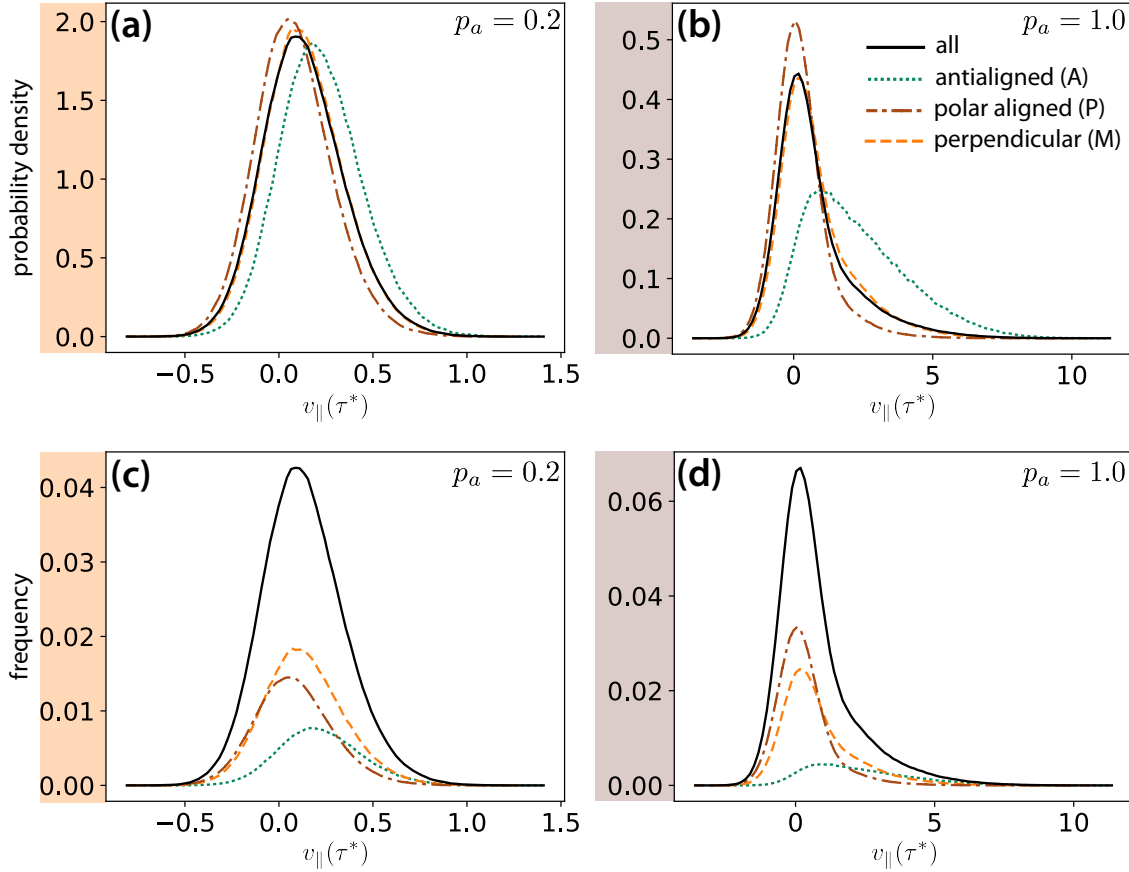 (a)
p_a = 0.2
probability density
2.0
1.5
1.0
0.5
0.0
−0.5
0.0
0.5
1.0
1.5
v_∥(τ*)
(b)
p_a = 1.0
all
antialigned (A)
polar aligned (P)
perpendicular (M)
0.5
0.4
0.3
0.2
0.1
0.0
0
5
10
v_∥(τ*)
(c)
p_a = 0.2
frequency
0.04
0.03
0.02
0.01
0.00
−0.5
0.0
0.5
1.0
1.5
v_∥(τ*)
(d)
p_a = 1.0
0.06
0.04
0.02
0.00
0
5
10
v_∥(τ*)